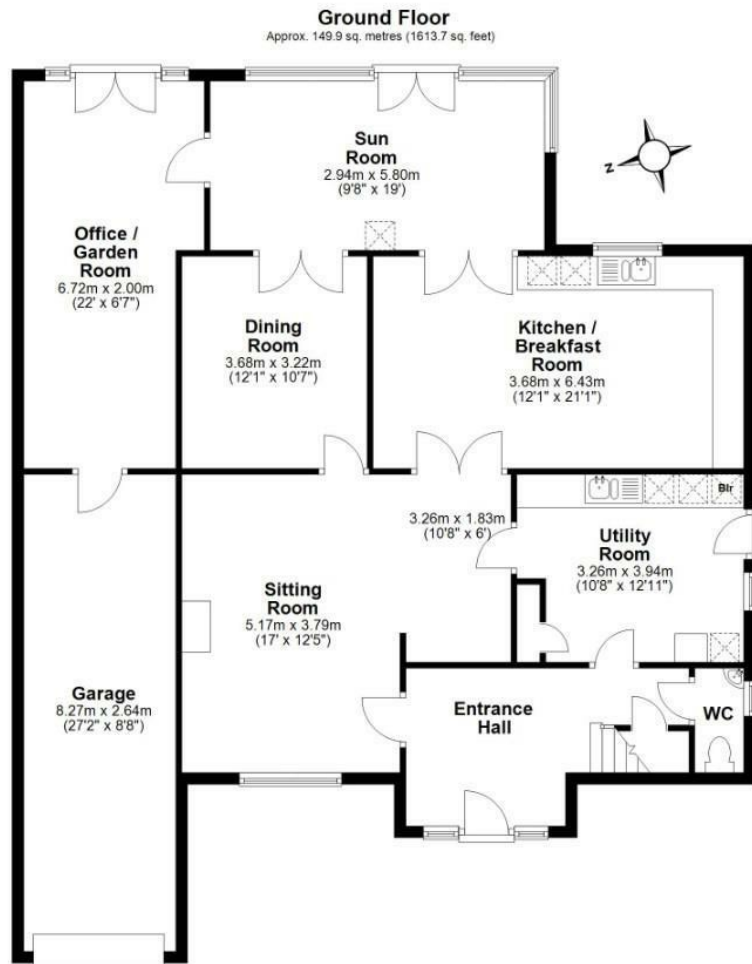 Ground Floor
Approx. 149.9 sq. metres (1613.7 sq. feet)
Sun
Room
2.94m x 5.80m
(9'8" x 19')
N
Office /
Garden
Room
6.72m x 2.00m
(22' x 6'7")
Dining
Room
3.68m x 3.22m
(12'1" x 10'7")
Kitchen /
Breakfast
Room
3.68m x 6.43m
(12'1" x 21'1")
Blr
3.26m x 1.83m
(10'8" x 6')
Utility
Room
3.26m x 3.94m
(10'8" x 12'11")
Sitting
Room
5.17m x 3.79m
(17' x 12'5")
Garage
8.27m x 2.64m
(27'2" x 8'8")
Entrance
Hall
WC